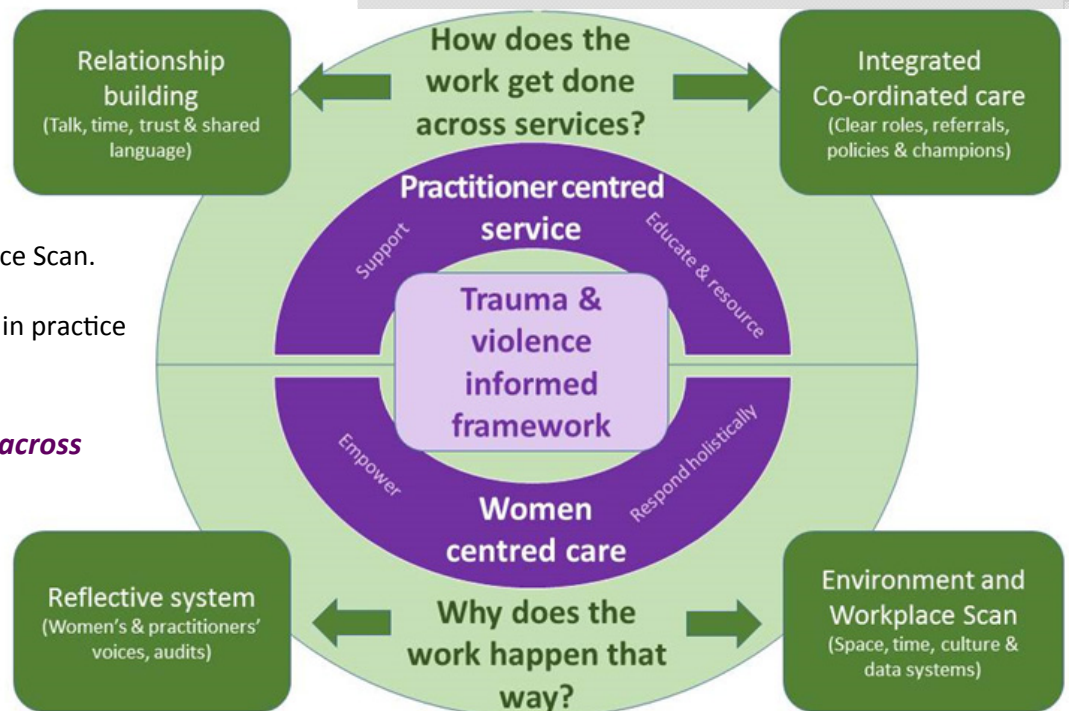 How does the
work get done
across services?
Relationship
building
(Talk, time, trust & shared
language)
Integrated
Co-ordinated care
(Clear roles, referrals,
policies & champions)
Practitioner centred
service
Support
Educate & resource
ce Scan.
in practice
across
Trauma &
violence
informed
framework
Empower
Respond holistically
Women
centred care
Reflective system
(Women's & practitioners'
voices, audits)
Why does the
work happen that
way?
Environment and
Workplace Scan
(Space, time, culture &
data systems)